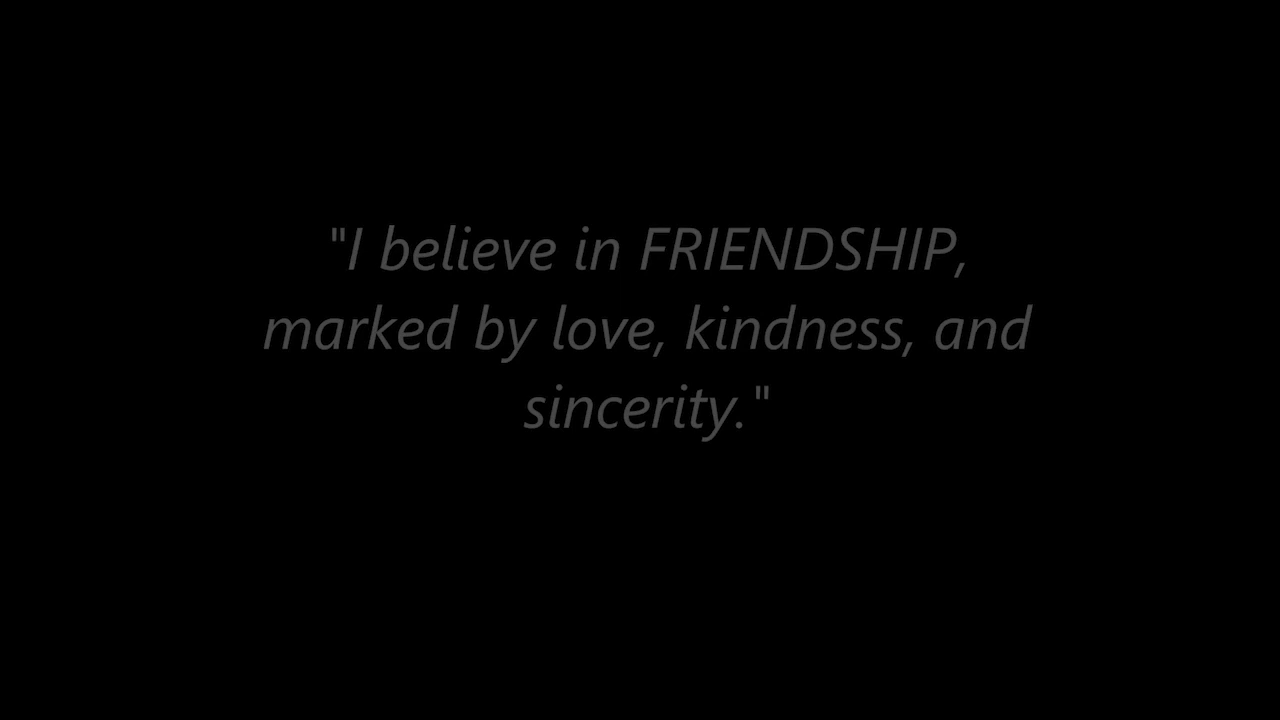 "I believe in FRIENDSHIP,
marked by love, kindness, and
sincerity."